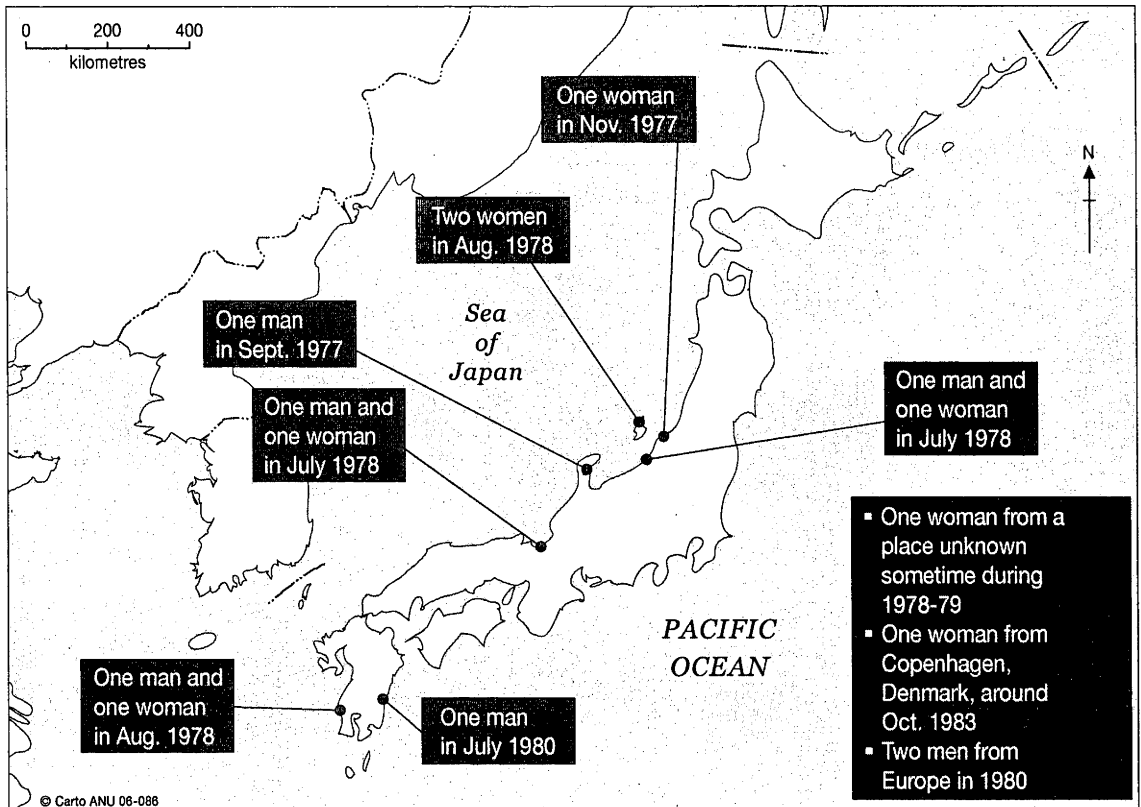 0 200 400
kilometres
One woman
in Nov. 1977
N
Two women
in Aug. 1978
One man
in Sept. 1977
Sea
of
Japan
One man and
one woman
in July 1978
One man and
one woman
in July 1978
▪ One woman from a
place unknown
sometime during
1978-79
▪ One woman from
Copenhagen,
Denmark, around
Oct. 1983
▪ Two men from
Europe in 1980
PACIFIC
OCEAN
One man and
one woman
in Aug. 1978
One man
in July 1980
© Carto ANU 06-086